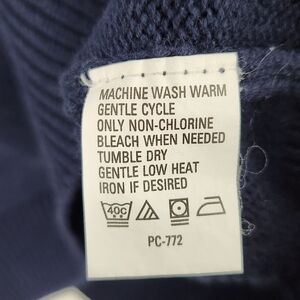 MACHINE WASH WARM
GENTLE CYCLE
ONLY NON-CHLORINE
BLEACH WHEN NEEDED
TUMBLE DRY
GENTLE LOW HEAT
IRON IF DESIRED
40C
PC-772